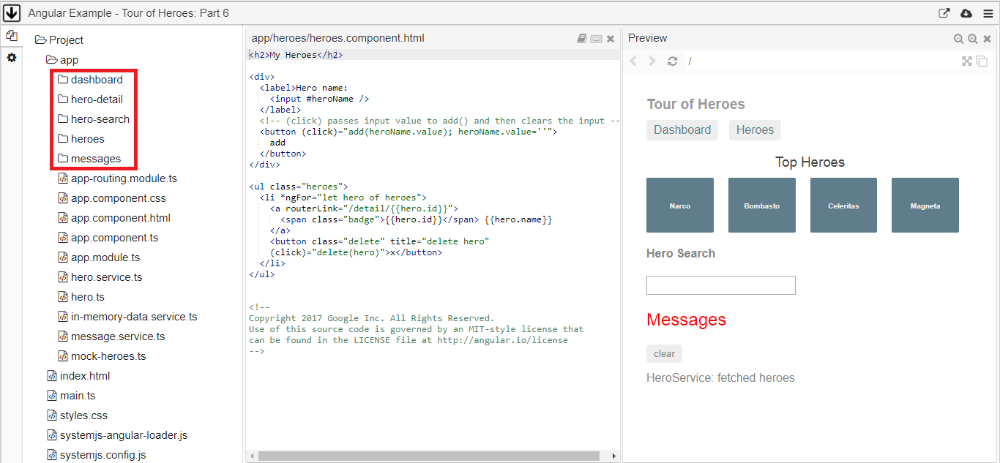 Angular Example - Tour of Heroes: Part 6
Project
app
dashboard
hero-detail
hero-search
heroes
messages
app-routing.module.ts
app.component.css
app.component.html
app.component.ts
app.module.ts
hero.service.ts
hero.ts
in-memory-data.service.ts
message.service.ts
mock-heroes.ts
index.html
main.ts
styles.css
systemjs-angular-loader.js
systemjs.config.js
app/heroes/heroes.component.html
<h2>My Heroes</h2>
<div>
<label>Hero name:
<input #heroName />
</label>
<!-- (click) passes input value to add() and then clears the input --
<button (click)="add(heroName.value); heroName.value=''">
add
</button>
</div>
<ul class="heroes">
<li *ngFor="let hero of heroes">
<a routerLink="/detail/{{hero.id}}">
<span class="badge">{{hero.id}}</span> {{hero.name}}
</a>
<button class="delete" title="delete hero"
(click)="delete(hero)">x</button>
</li>
</ul>
<!--
Copyright 2017 Google Inc. All Rights Reserved.
Use of this source code is governed by an MIT-style license that
can be found in the LICENSE file at http://angular.io/license
-->
Preview
/
Tour of Heroes
Dashboard Heroes
Top Heroes
Narco Bombasto Celeritas Magneta
Hero Search
Messages
clear
HeroService: fetched heroes